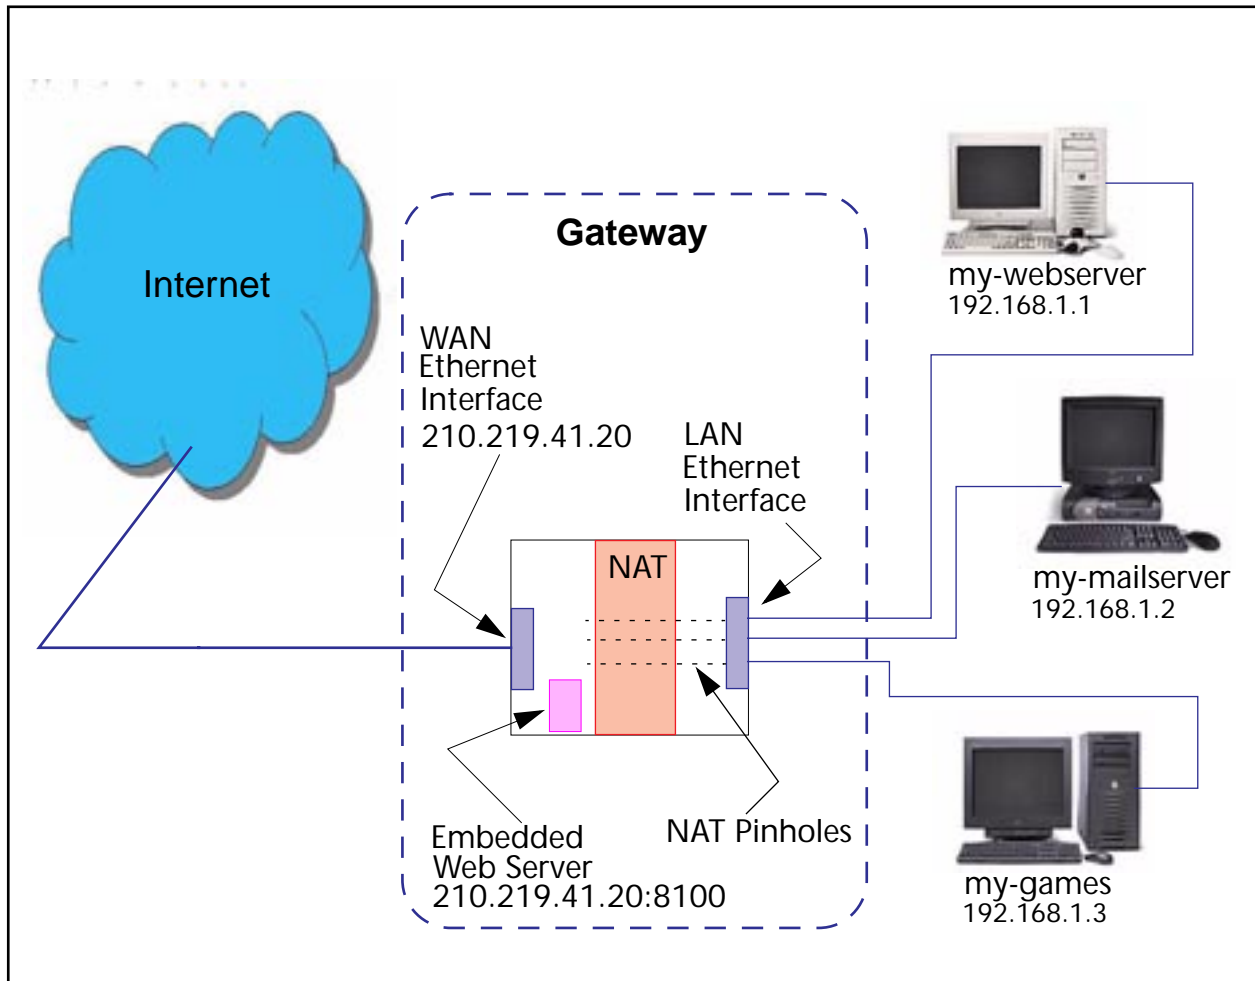 Gateway
Internet
WAN
Ethernet
Interface
210.219.41.20
LAN
Ethernet
Interface
NAT
NAT Pinholes
Embedded
Web Server
210.219.41.20:8100
my-webserver
192.168.1.1
my-mailserver
192.168.1.2
my-games
192.168.1.3